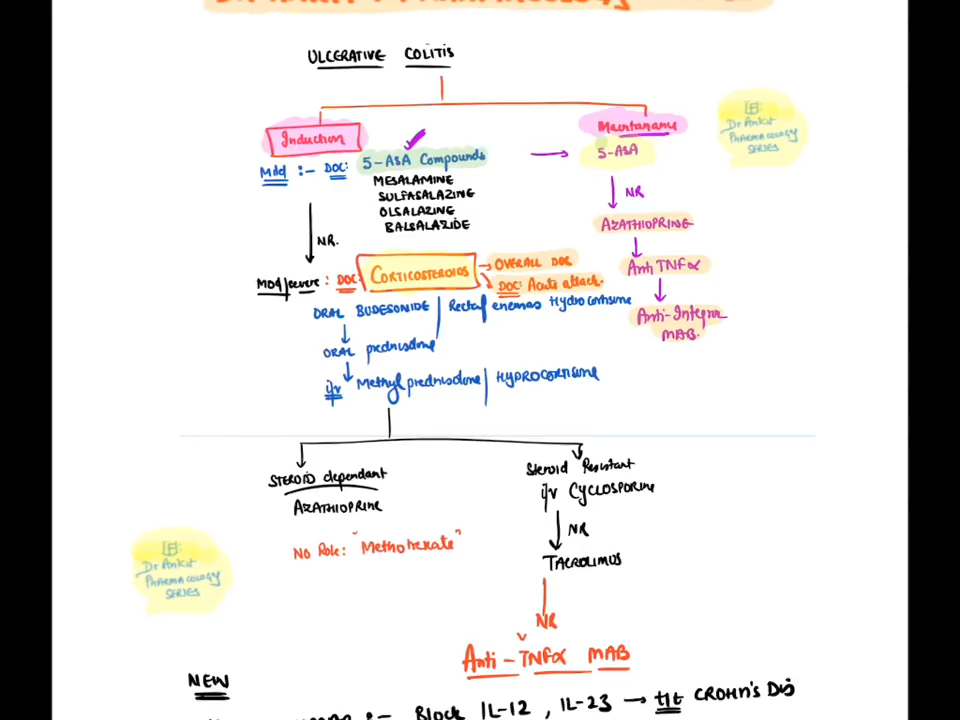 ULCERATIVE COLITIS
Induction
Maintanance
Mild :- DOC: 5-ASA Compounds
MESALAMINE
SULFASALAZINE
OLSALAZINE
BALSALAZIDE
5-ASA
NR
AZATHIOPRINE
Anti TNFα
Anti-Integrin
MAB.
NR.
Mod/severe : DOC: CORTICOSTEROIDS
OVERALL DOC
DOC: Acute attack.
ORAL BUDESONIDE / Rectal enemas Hydrocortisone
ORAL prednisolone
i/v Methyl prednisolone / HYDROCORTISONE
STEROID dependant
AZATHIOPRINE
No Role: "Methotrexate"
Steroid Resistant
i/v CYCLOSPORINE
NR
TACROLIMUS
NR
Anti-TNFα MAB
Dr Ankit
PHARMACOLOGY
SERIES
Dr Ankit
PHARMACOLOGY
SERIES
NEW
:- Block IL-12, IL-23 → ttt CROHN'S Dis